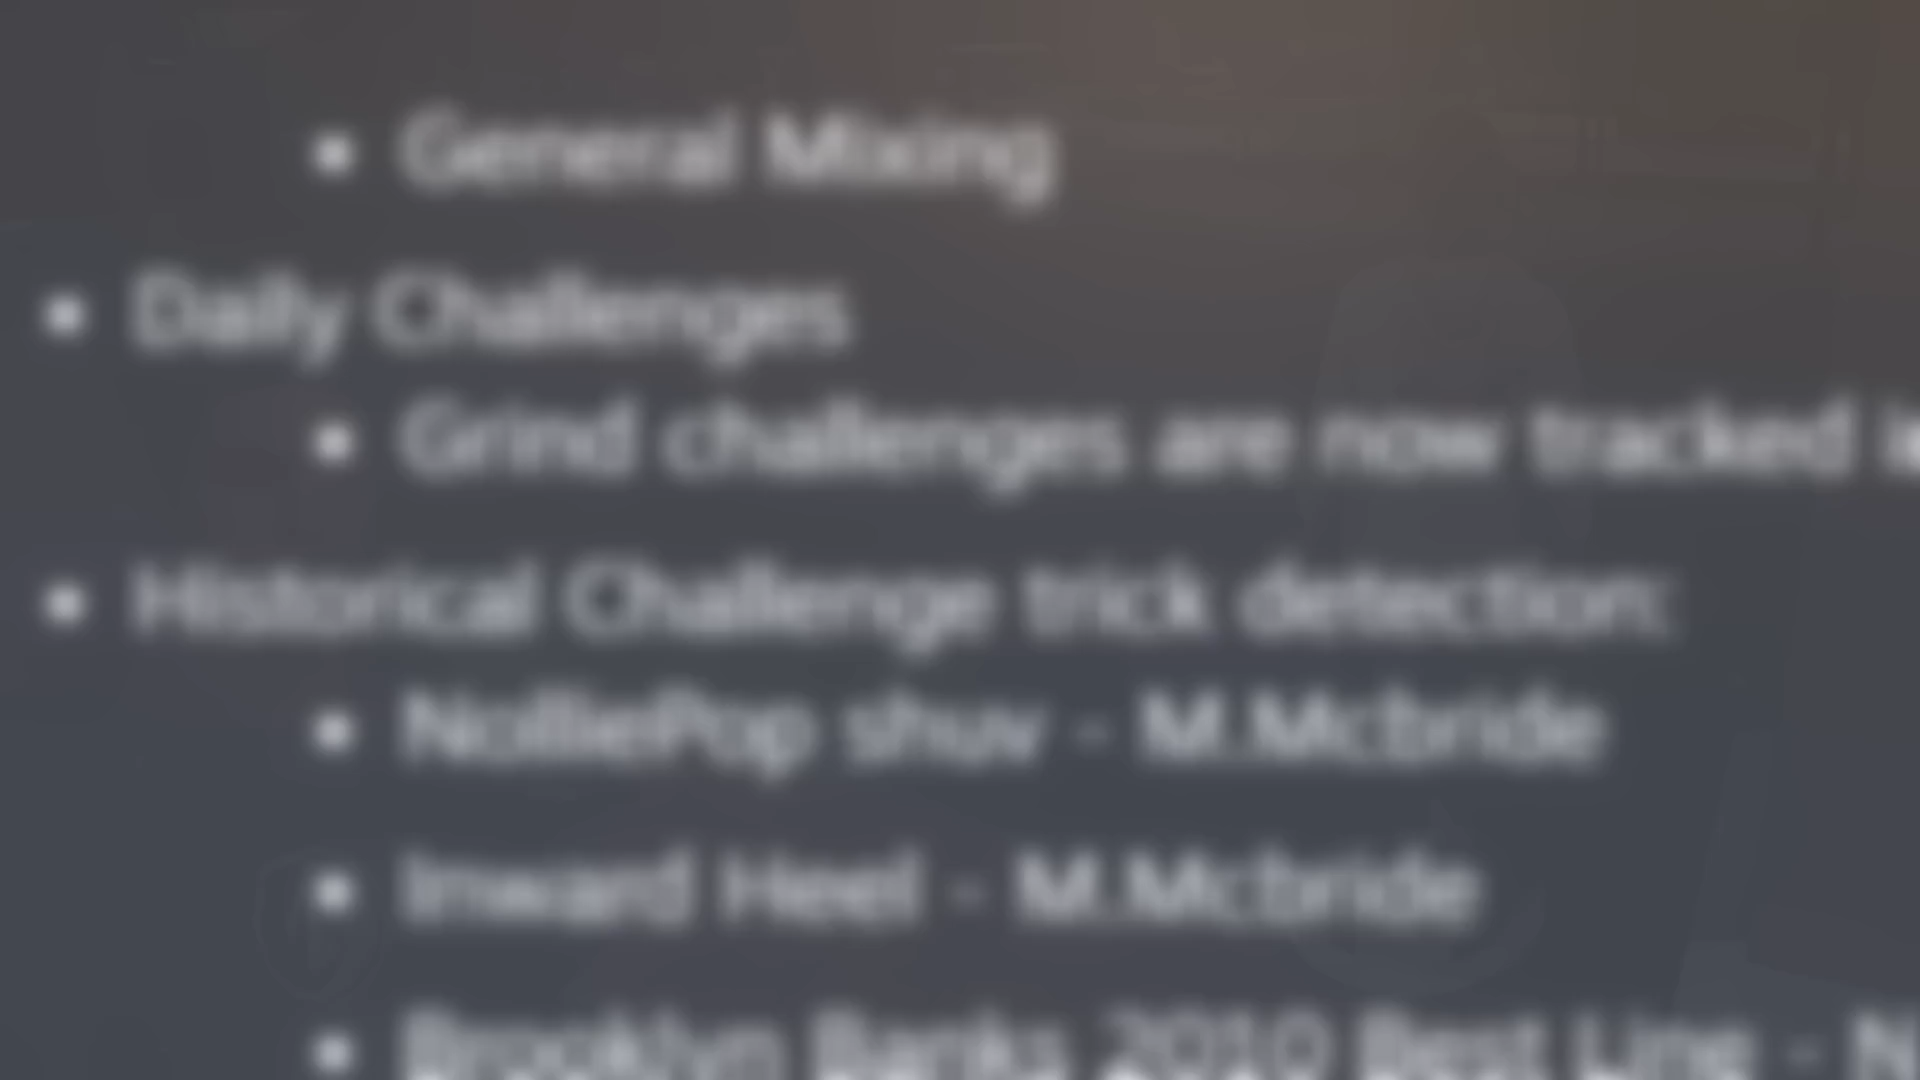 • General Mixing
• Daily Challenges
• Grind challenges are now tracked
• Historical Challenge trick detection:
• NolliePop shuv - M.Mcbride
• Inward Heel - M.Mcbride
• Brooklyn Banks 2010 Best Line -